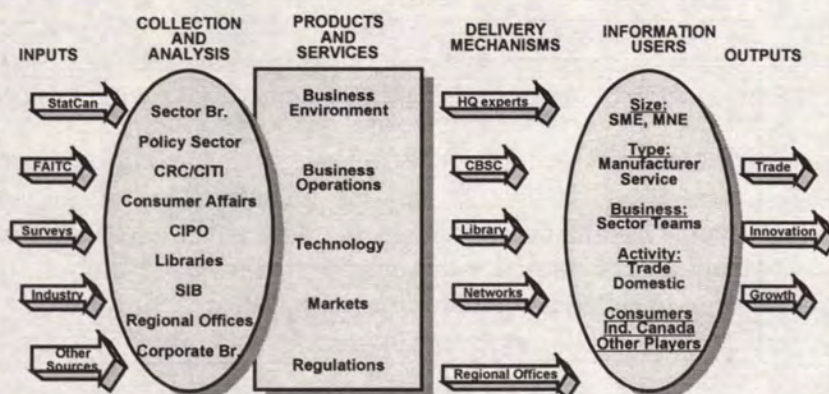 INPUTS
COLLECTION
AND
ANALYSIS
PRODUCTS
AND
SERVICES
DELIVERY
MECHANISMS
INFORMATION
USERS
OUTPUTS
StatCan
FAITC
Surveys
Industry
Other
Sources
Sector Br.
Policy Sector
CRC/CITI
Consumer Affairs
CIPO
Libraries
SIB
Regional Offices
Corporate Br.
Business
Environment
Business
Operations
Technology
Markets
Regulations
HQ experts
CBSC
Library
Networks
Regional Offices
Size:
SME, MNE
Type:
Manufacturer
Service
Business:
Sector Teams
Activity:
Trade
Domestic
Consumers
Ind. Canada
Other Players
Trade
Innovation
Growth